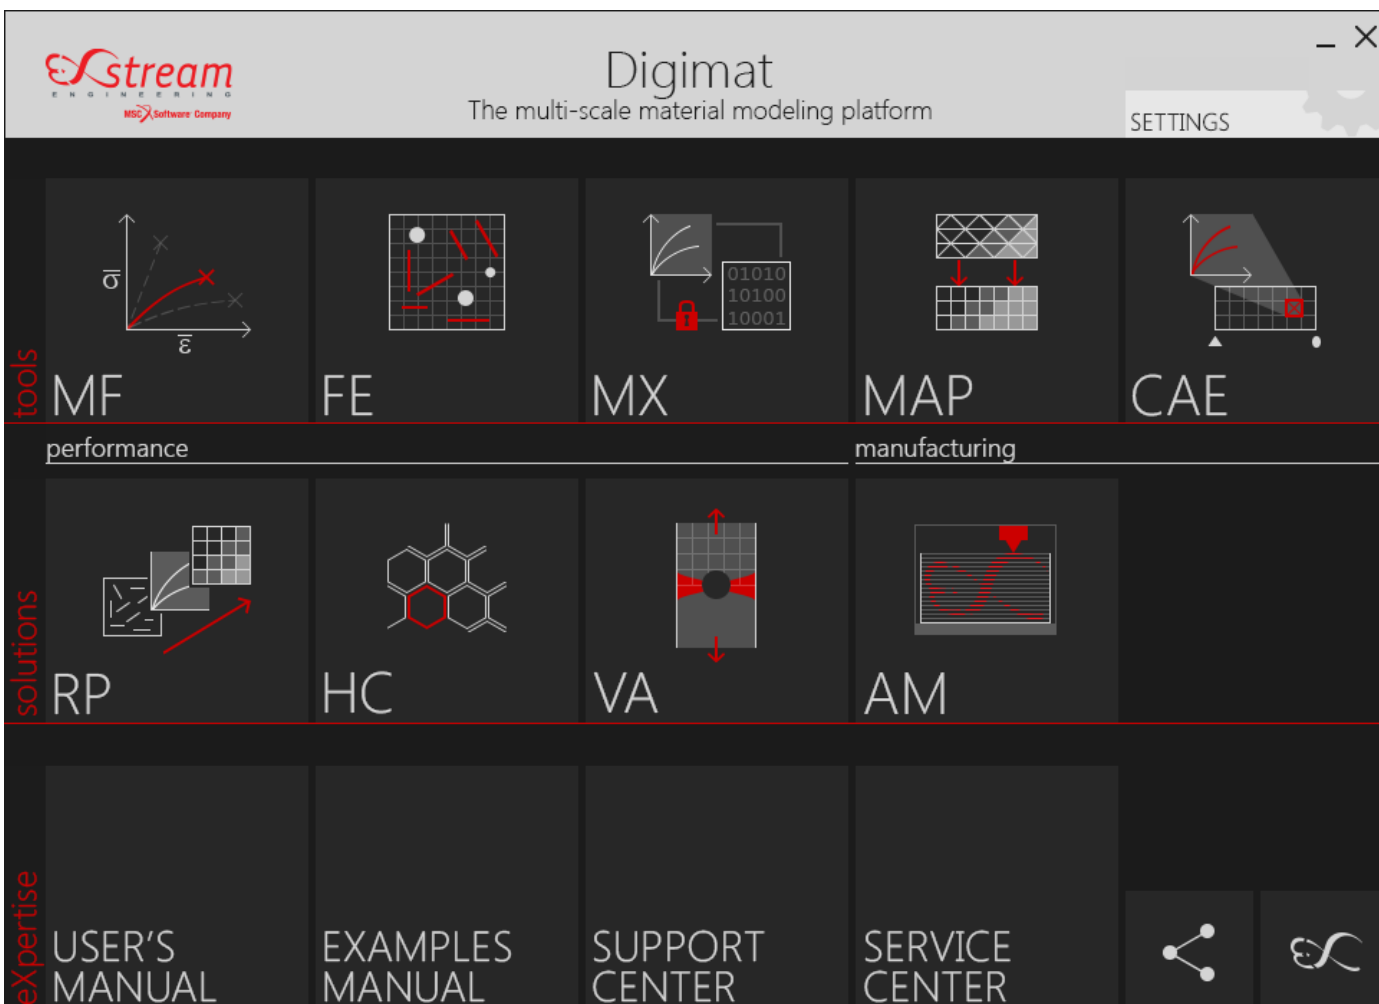 eXstream
ENGINEERING
MSC Software Company
Digimat
The multi-scale material modeling platform
SETTINGS
tools
σ
ε
MF
FE
01010
10100
10001
MX
MAP
CAE
performance
manufacturing
solutions
RP
HC
VA
AM
eXpertise
USER'S
MANUAL
EXAMPLES
MANUAL
SUPPORT
CENTER
SERVICE
CENTER
eX